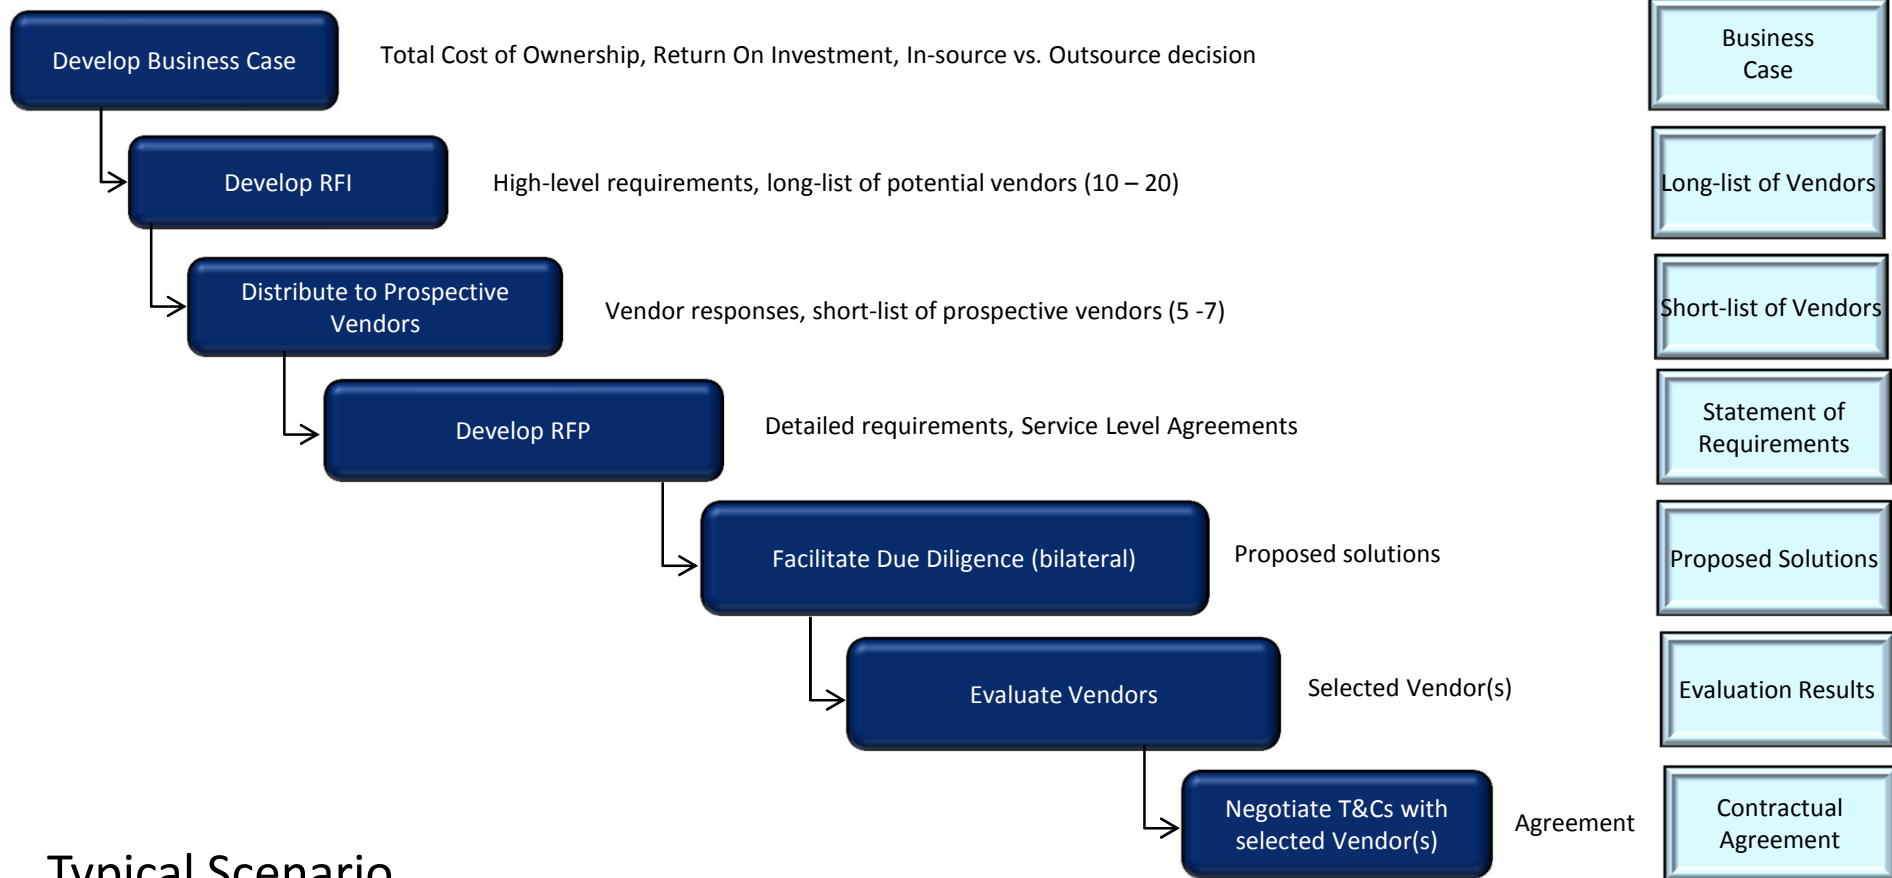 Develop Business Case
Total Cost of Ownership, Return On Investment, In-source vs. Outsource decision
Business
Case
Develop RFI
High-level requirements, long-list of potential vendors (10 – 20)
Long-list of Vendors
Distribute to Prospective
Vendors
Vendor responses, short-list of prospective vendors (5 -7)
Short-list of Vendors
Develop RFP
Detailed requirements, Service Level Agreements
Statement of
Requirements
Facilitate Due Diligence (bilateral)
Proposed solutions
Proposed Solutions
Evaluate Vendors
Selected Vendor(s)
Evaluation Results
Negotiate T&Cs with
selected Vendor(s)
Agreement
Contractual
Agreement
Typical Scenario